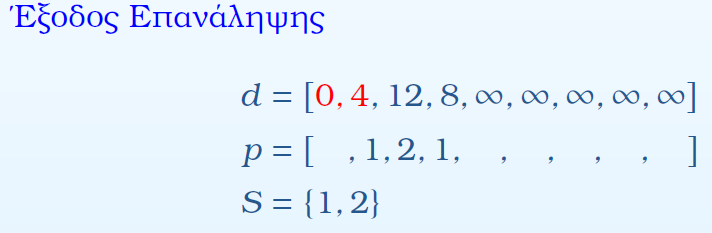 Έξοδος Επανάληψης
d = [0, 4, 12, 8, ∞, ∞, ∞, ∞, ∞]
p = [ , 1, 2, 1, , , , , ]
S = {1, 2}